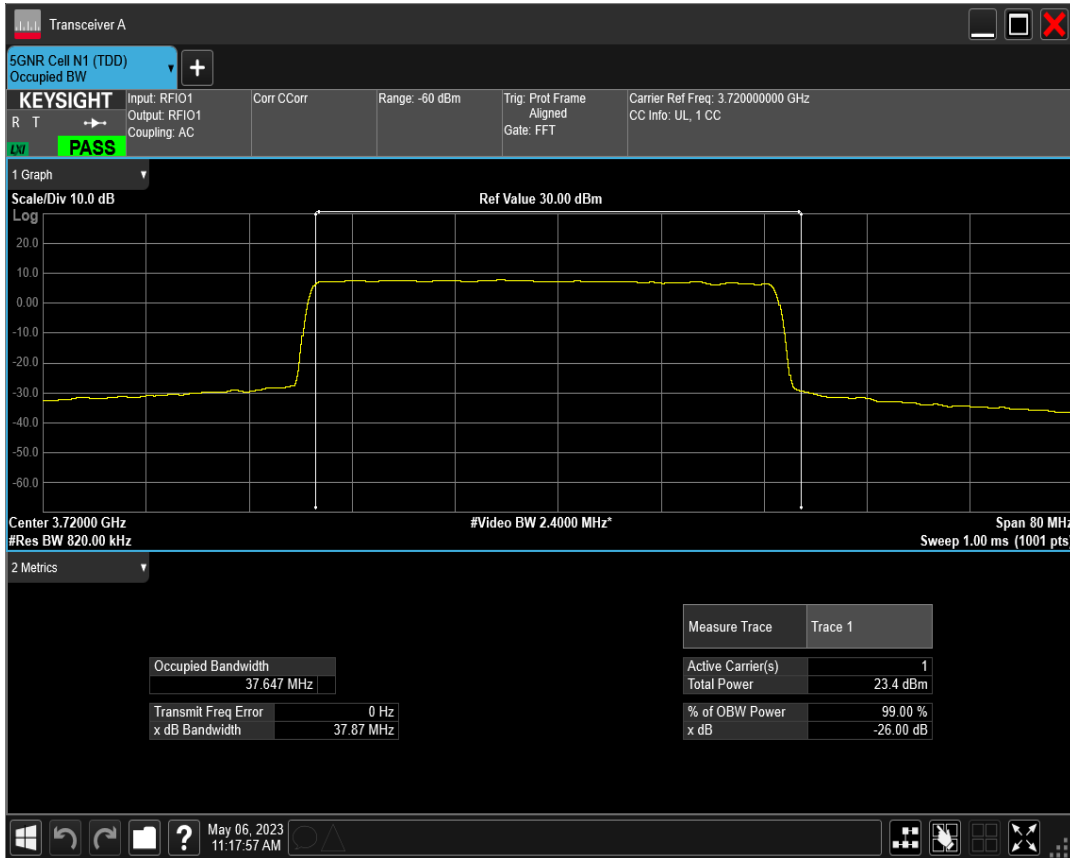 Transceiver A
5GNR Cell N1 (TDD)
Occupied BW
+
KEYSIGHT
R T
LXI
PASS
Input: RFIO1
Output: RFIO1
Coupling: AC
Corr CCorr
Range: -60 dBm
Trig: Prot Frame
Aligned
Gate: FFT
Carrier Ref Freq: 3.720000000 GHz
CC Info: UL, 1 CC
1 Graph
Scale/Div 10.0 dB
Ref Value 30.00 dBm
Log
20.0
10.0
0.00
-10.0
-20.0
-30.0
-40.0
-50.0
-60.0
Center 3.72000 GHz
#Video BW 2.4000 MHz*
Span 80 MHz
#Res BW 820.00 kHz
Sweep 1.00 ms (1001 pts)
2 Metrics
Measure Trace Trace 1
Occupied Bandwidth
37.647 MHz
Active Carrier(s) 1
Total Power 23.4 dBm
Transmit Freq Error 0 Hz
x dB Bandwidth 37.87 MHz
% of OBW Power 99.00 %
x dB -26.00 dB
?
May 06, 2023
11:17:57 AM